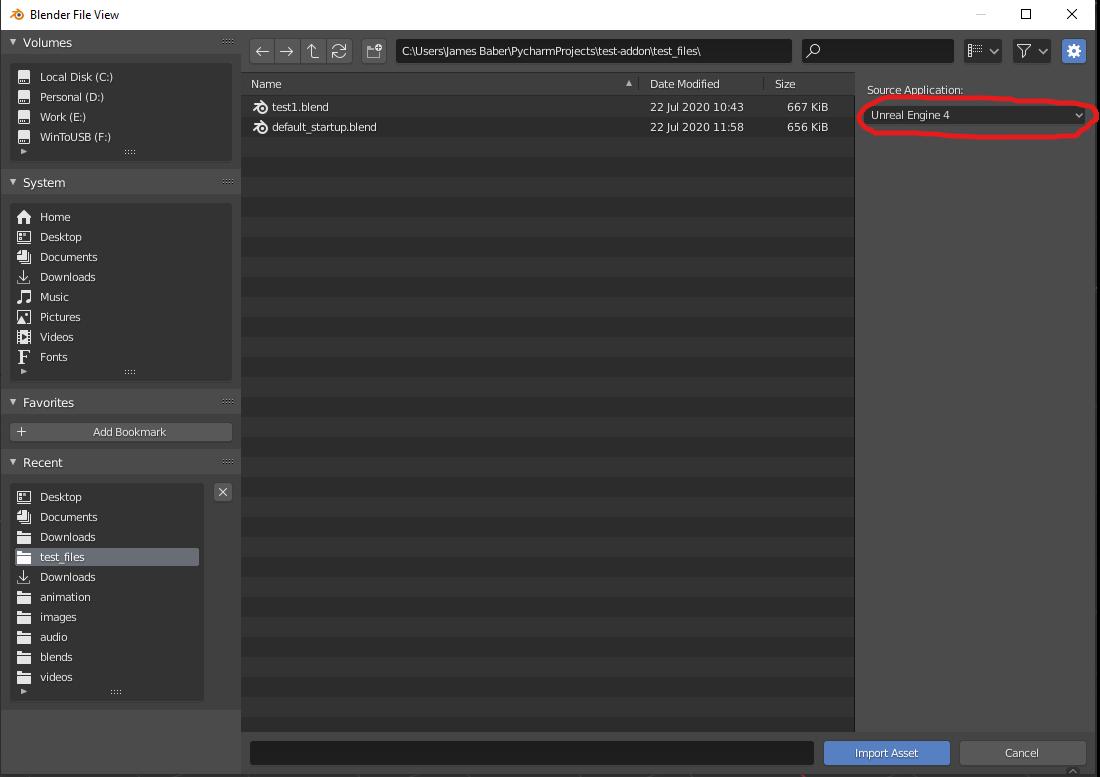 Blender File View
Volumes
Local Disk (C:)
Personal (D:)
Work (E:)
WinToUSB (F:)
System
Home
Desktop
Documents
Downloads
Music
Pictures
Videos
Fonts
Favorites
Add Bookmark
Recent
Desktop
Documents
Downloads
test_files
Downloads
animation
images
audio
blends
videos
C:\Users\James Baber\PycharmProjects\test-addon\test_files\
Name Date Modified Size
test1.blend 22 Jul 2020 10:43 667 KiB
default_startup.blend 22 Jul 2020 11:58 656 KiB
Source Application:
Unreal Engine 4
Import Asset Cancel